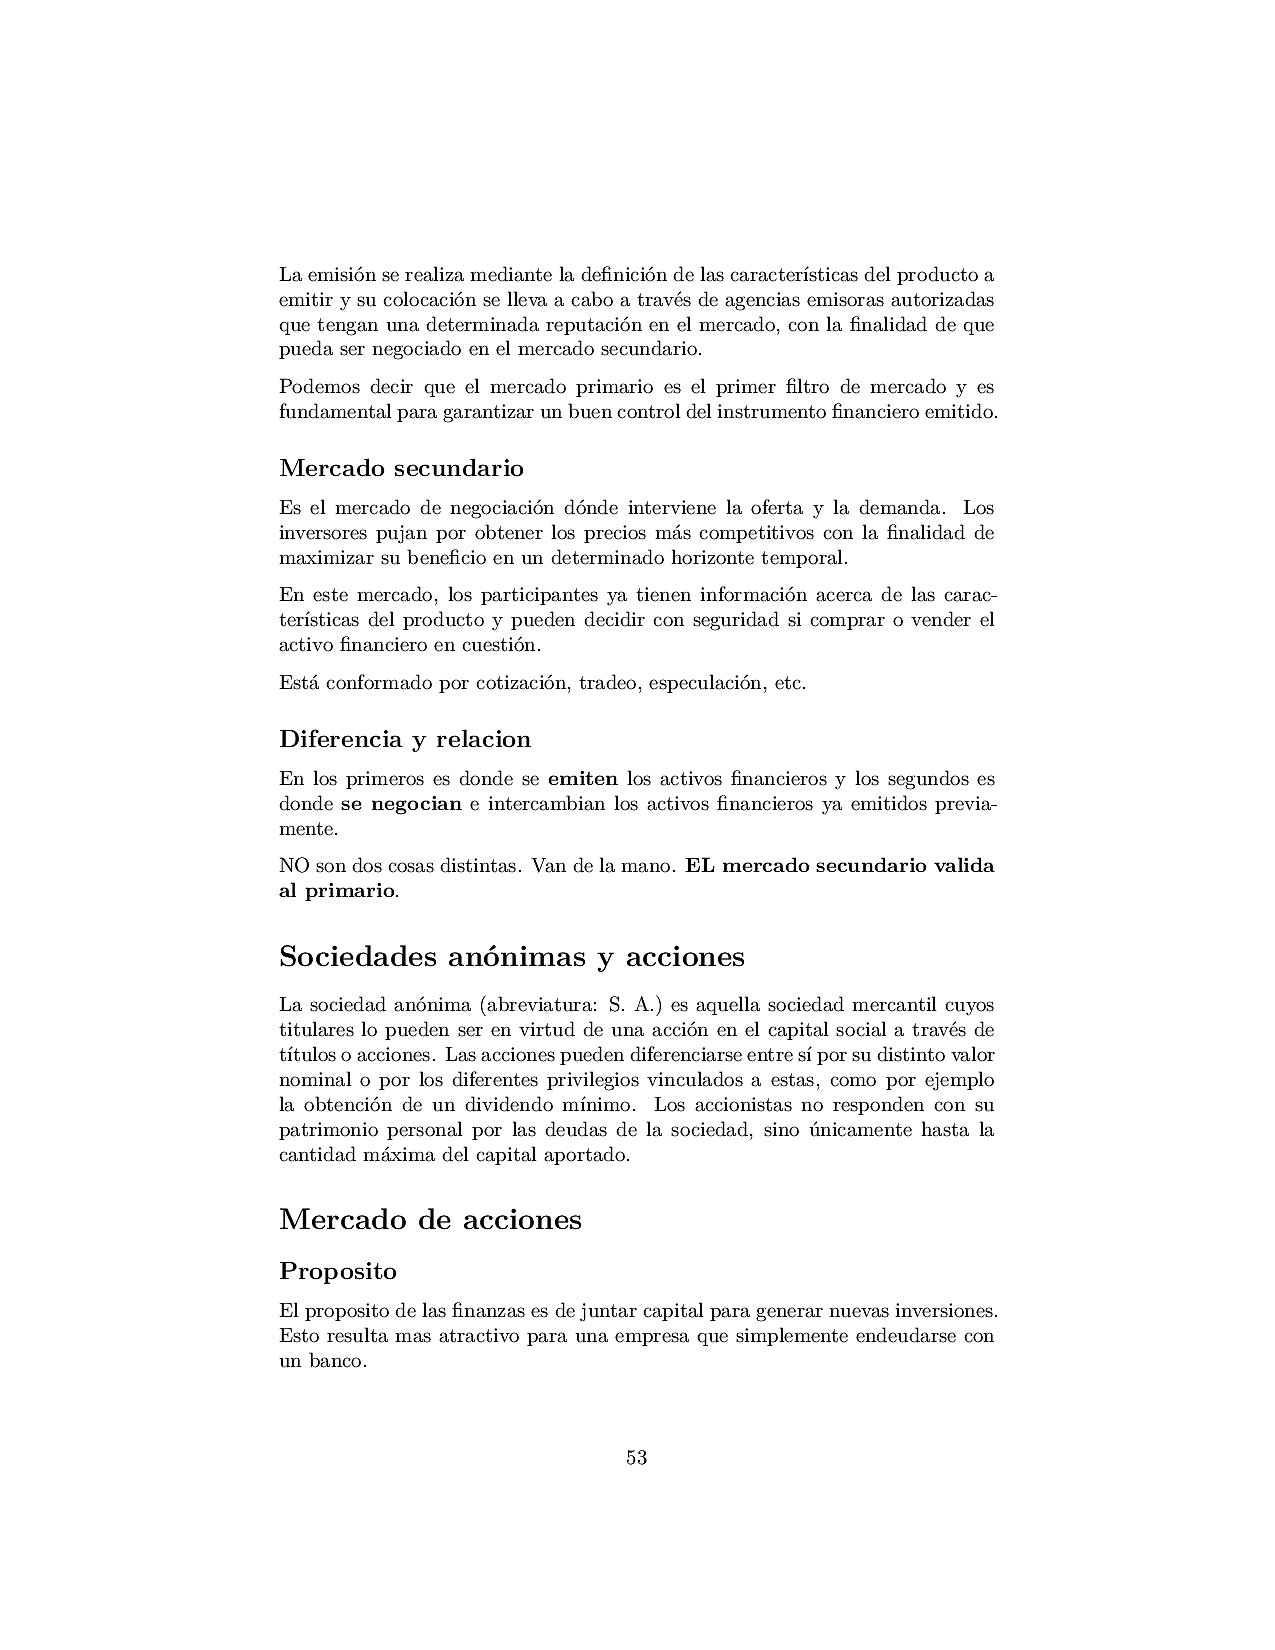 La emisión se realiza mediante la definición de las características del producto a
emitir y su colocación se lleva a cabo a través de agencias emisoras autorizadas
que tengan una determinada reputación en el mercado, con la finalidad de que
pueda ser negociado en el mercado secundario.
Podemos decir que el mercado primario es el primer filtro de mercado y es
fundamental para garantizar un buen control del instrumento financiero emitido.
Mercado secundario
Es el mercado de negociación dónde interviene la oferta y la demanda. Los
inversores pujan por obtener los precios más competitivos con la finalidad de
maximizar su beneficio en un determinado horizonte temporal.
En este mercado, los participantes ya tienen información acerca de las carac-
terísticas del producto y pueden decidir con seguridad si comprar o vender el
activo financiero en cuestión.
Está conformado por cotización, tradeo, especulación, etc.
Diferencia y relacion
En los primeros es donde se emiten los activos financieros y los segundos es
donde se negocian e intercambian los activos financieros ya emitidos previa-
mente.
NO son dos cosas distintas. Van de la mano. EL mercado secundario valida
al primario.
Sociedades anónimas y acciones
La sociedad anónima (abreviatura: S. A.) es aquella sociedad mercantil cuyos
titulares lo pueden ser en virtud de una acción en el capital social a través de
títulos o acciones. Las acciones pueden diferenciarse entre sí por su distinto valor
nominal o por los diferentes privilegios vinculados a estas, como por ejemplo
la obtención de un dividendo mínimo. Los accionistas no responden con su
patrimonio personal por las deudas de la sociedad, sino únicamente hasta la
cantidad máxima del capital aportado.
Mercado de acciones
Proposito
El proposito de las finanzas es de juntar capital para generar nuevas inversiones.
Esto resulta mas atractivo para una empresa que simplemente endeudarse con
un banco.
53